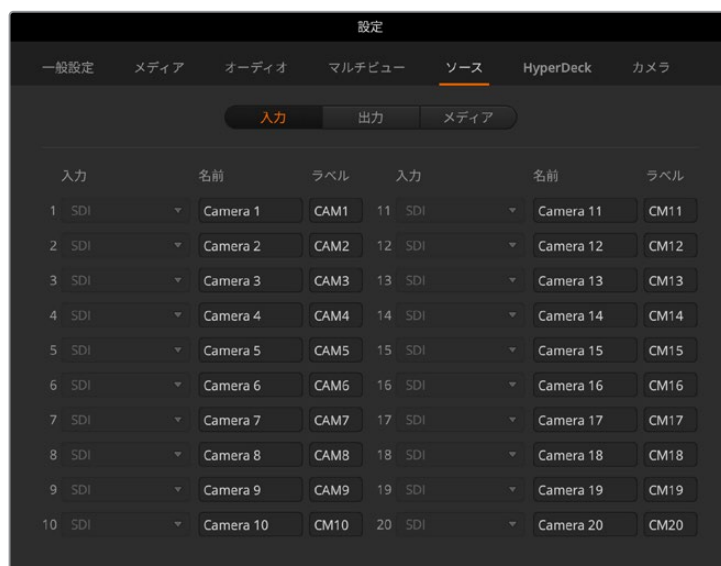 設定
一般設定 メディア オーディオ マルチビュー ソース HyperDeck カメラ
入力 出力 メディア
入力 名前 ラベル 入力 名前 ラベル
1 SDI Camera 1 CAM1 11 SDI Camera 11 CM11
2 SDI Camera 2 CAM2 12 SDI Camera 12 CM12
3 SDI Camera 3 CAM3 13 SDI Camera 13 CM13
4 SDI Camera 4 CAM4 14 SDI Camera 14 CM14
5 SDI Camera 5 CAM5 15 SDI Camera 15 CM15
6 SDI Camera 6 CAM6 16 SDI Camera 16 CM16
7 SDI Camera 7 CAM7 17 SDI Camera 17 CM17
8 SDI Camera 8 CAM8 18 SDI Camera 18 CM18
9 SDI Camera 9 CAM9 19 SDI Camera 19 CM19
10 SDI Camera 10 CM10 20 SDI Camera 20 CM20